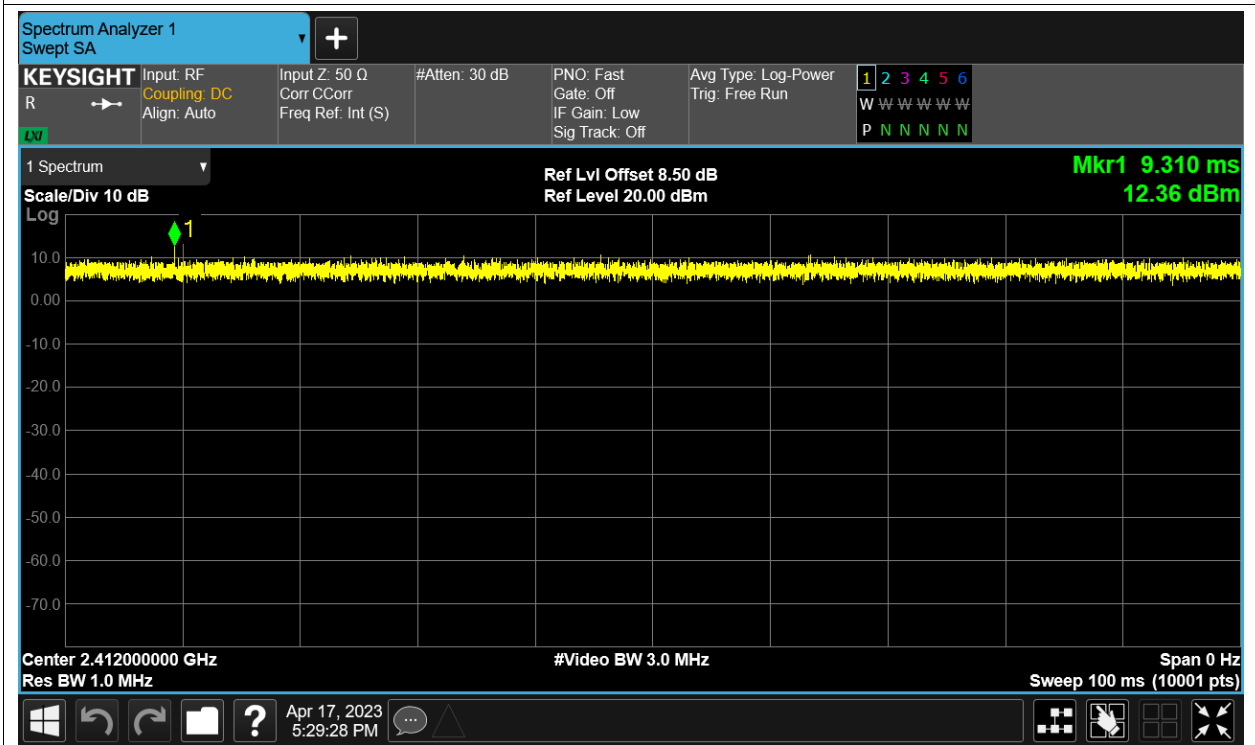 Spectrum Analyzer 1
Swept SA
KEYSIGHT
R
LXI
Input: RF
Coupling: DC
Align: Auto
Input Z: 50 Ω
Corr CCorr
Freq Ref: Int (S)
#Atten: 30 dB
PNO: Fast
Gate: Off
IF Gain: Low
Sig Track: Off
Avg Type: Log-Power
Trig: Free Run
1 2 3 4 5 6
W W W W W W
P N N N N N
1 Spectrum
Scale/Div 10 dB
Log
Ref Lvl Offset 8.50 dB
Ref Level 20.00 dBm
Mkr1 9.310 ms
12.36 dBm
1
10.0
0.00
-10.0
-20.0
-30.0
-40.0
-50.0
-60.0
-70.0
Center 2.412000000 GHz
Res BW 1.0 MHz
#Video BW 3.0 MHz
Span 0 Hz
Sweep 100 ms (10001 pts)
?
Apr 17, 2023
5:29:28 PM